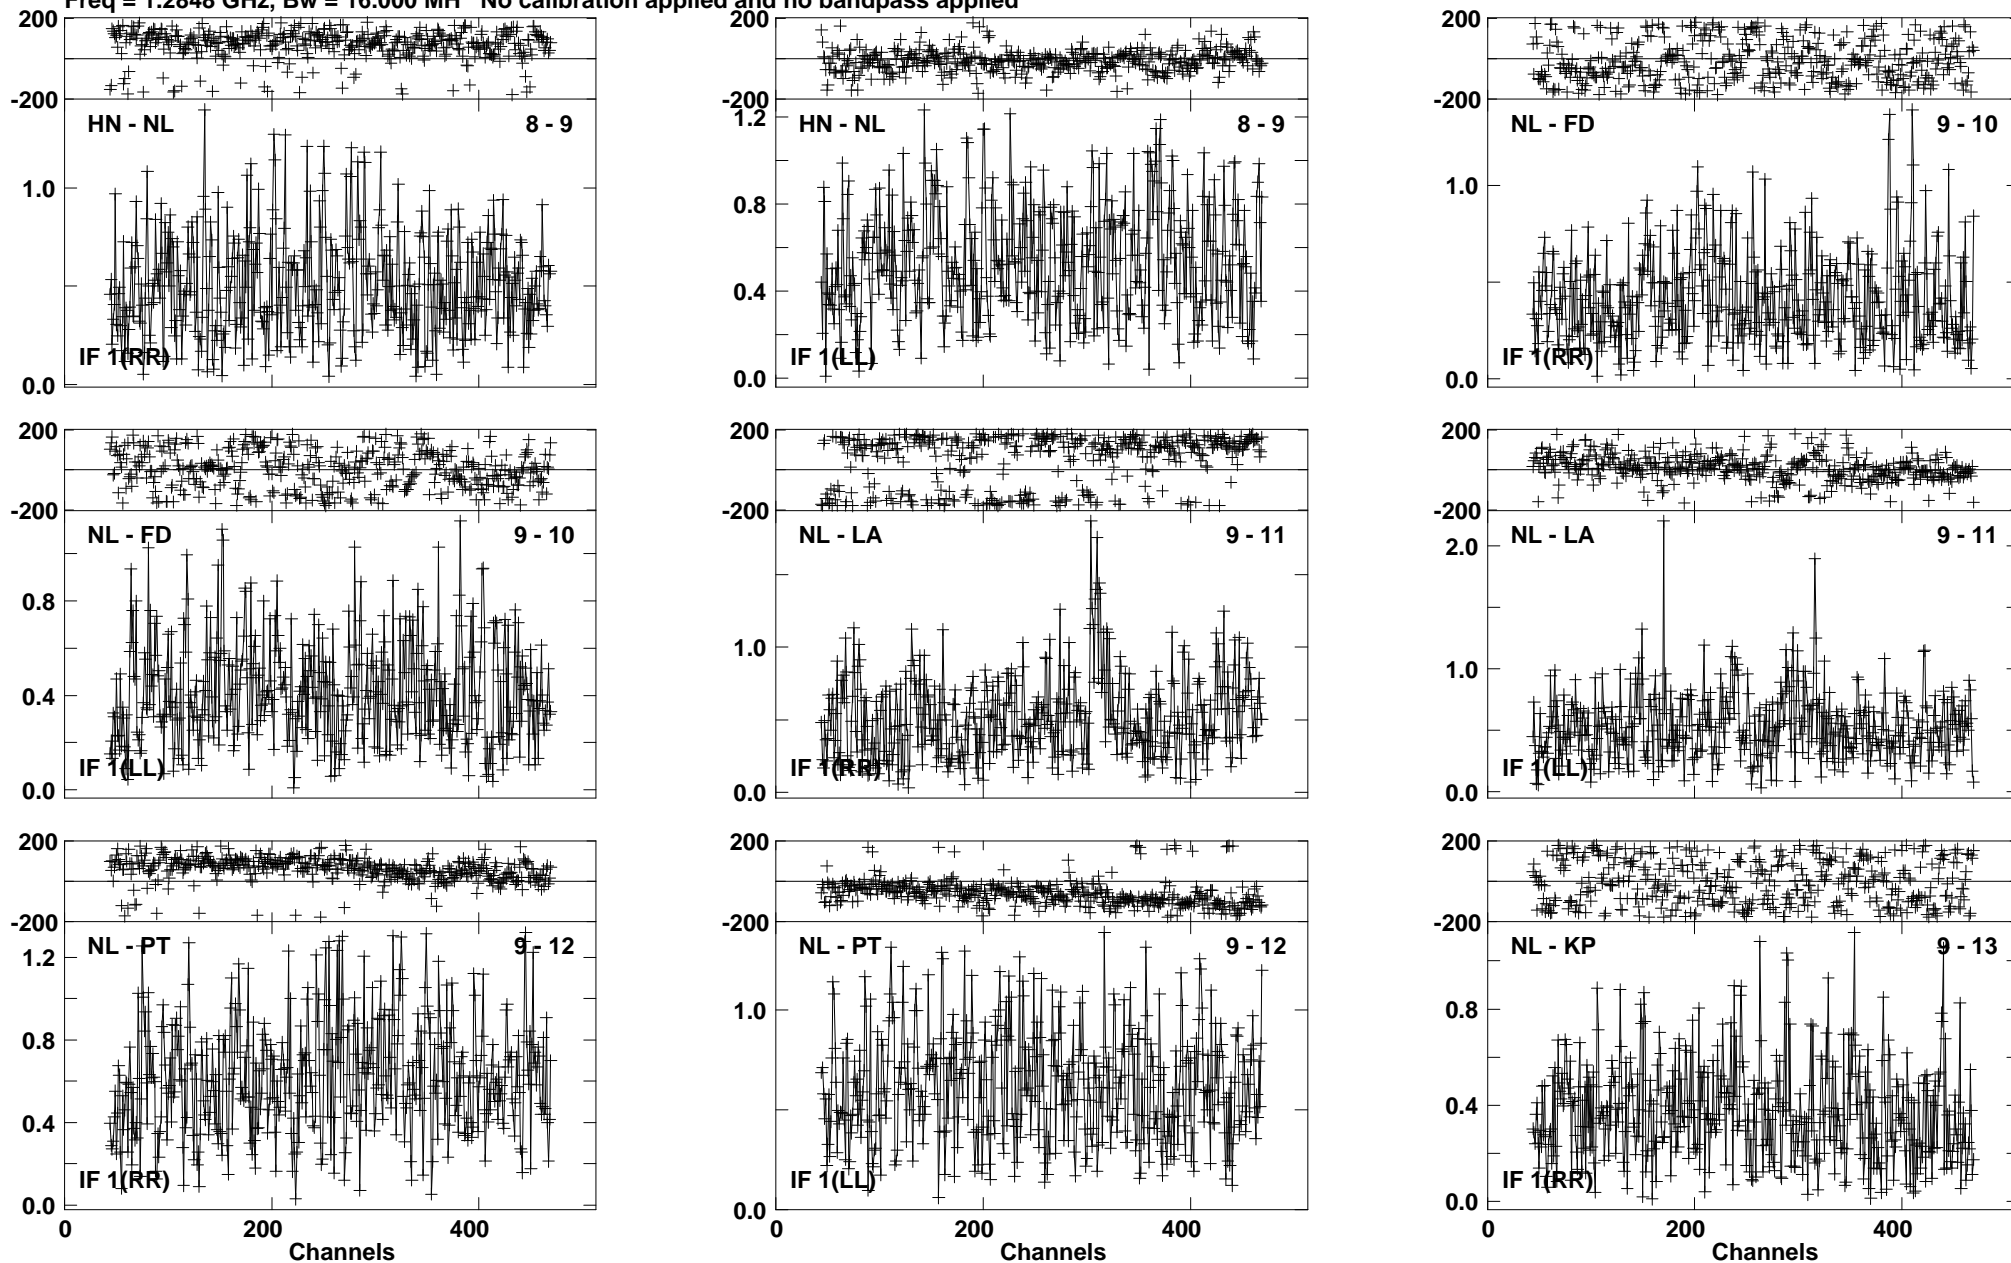 Freq = 1.2848 GHz, Bw = 16.000 MH No calibration applied and no bandpass applied
200 200 200
-200 -200 -200
HN - NL 8 - 9 HN - NL 8 - 9 NL - FD 9 - 10
1.2
1.0 1.0
0.8
0.4
IF 1(RR) IF 1(LL) IF 1(RR)
0.0 0.0 0.0
200 200 200
-200 -200 -200
NL - FD 9 - 10 NL - LA 9 - 11 NL - LA 9 - 11
2.0
0.8
1.0 1.0
0.4
IF 1(LL) IF 1(RR) IF 1(LL)
0.0 0.0 0.0
200 200 200
-200 -200 -200
NL - PT 9 - 12 NL - PT 9 - 12 NL - KP 9 - 13
1.2
1.0 0.8
0.8
0.4 0.4
IF 1(RR) IF 1(LL) IF 1(RR)
0.0 0.0 0.0
0 200 400 0 200 400 0 200 400
Channels Channels Channels